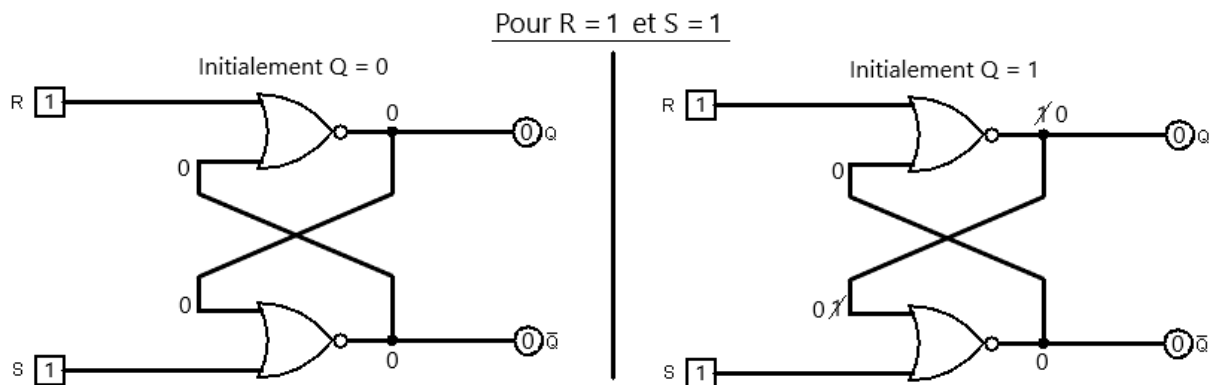 Pour R = 1 et S = 1
Initialement Q = 0
R 1
0
0 Q
0
0
S 1
0
0 Q̅
Initialement Q = 1
R 1
1 0
0 Q
0
0 1
S 1
0
0 Q̅